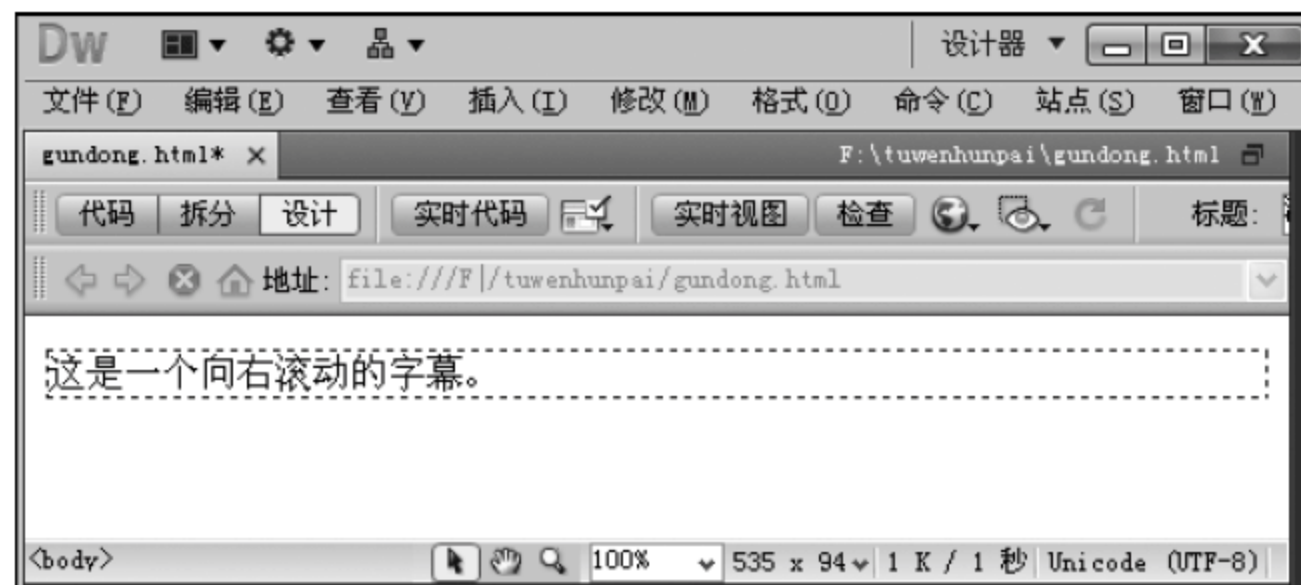 Dw 设计器
文件(F) 编辑(E) 查看(V) 插入(I) 修改(M) 格式(O) 命令(C) 站点(S) 窗口(W)
gundong.html* × F:\tuwenhunpai\gundong.html
代码 拆分 设计 实时代码 实时视图 检查 标题:
地址: file:///F|/tuwenhunpai/gundong.html
这是一个向右滚动的字幕。
<body> 100% 535 x 94 1 K / 1 秒 Unicode (UTF-8)